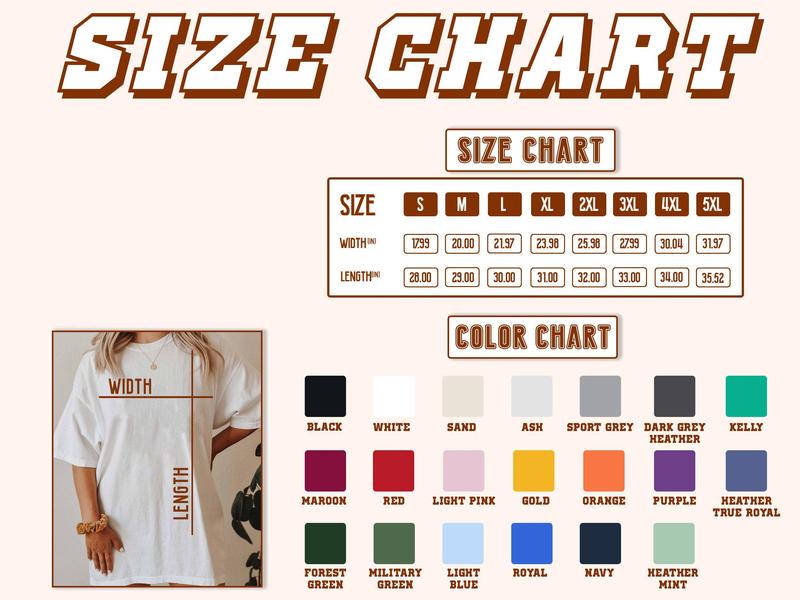 SIZE CHART
SIZE CHART
SIZE S M L XL 2XL 3XL 4XL 5XL
WIDTH(IN) 17.99 20.00 21.97 23.98 25.98 27.99 30.04 31.97
LENGTH(IN) 28.00 29.00 30.00 31.00 32.00 33.00 34.00 35.52
COLOR CHART
WIDTH
LENGTH
BLACK WHITE SAND ASH SPORT GREY DARK GREY HEATHER KELLY
MAROON RED LIGHT PINK GOLD ORANGE PURPLE HEATHER TRUE ROYAL
FOREST GREEN MILITARY GREEN LIGHT BLUE ROYAL NAVY HEATHER MINT